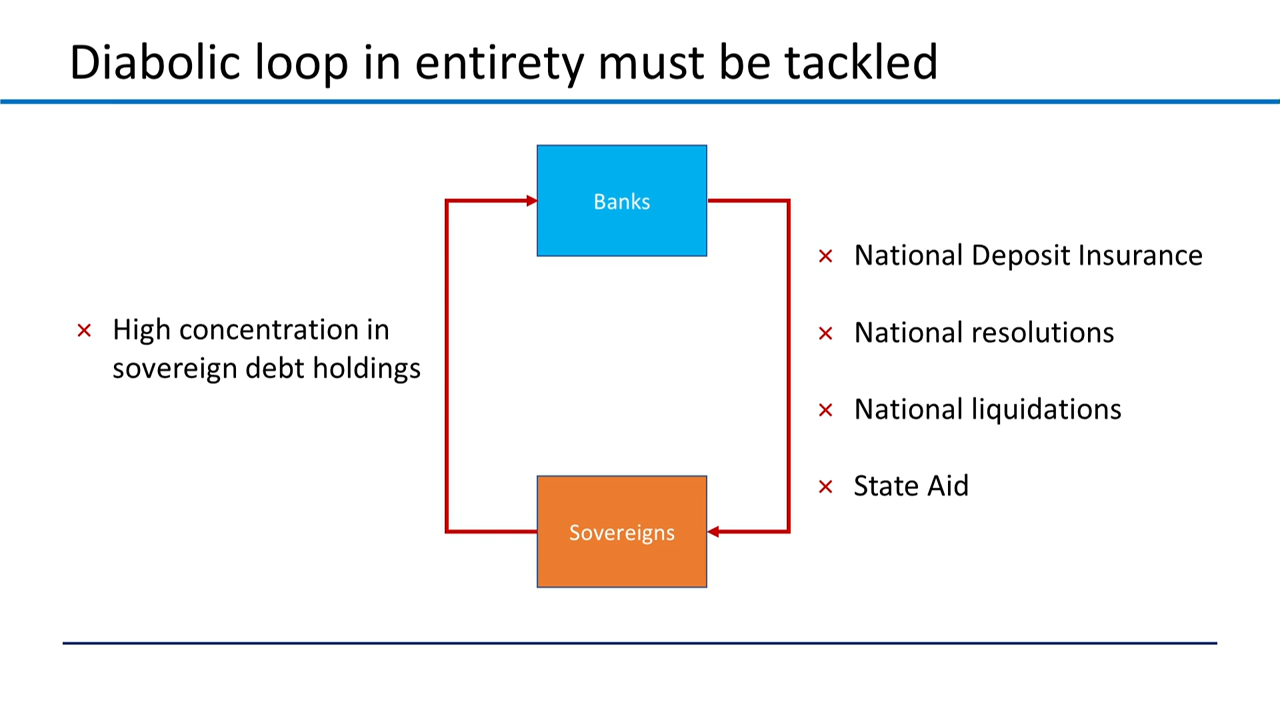 Diabolic loop in entirety must be tackled
Banks
× National Deposit Insurance
× High concentration in
sovereign debt holdings
× National resolutions
× National liquidations
× State Aid
Sovereigns